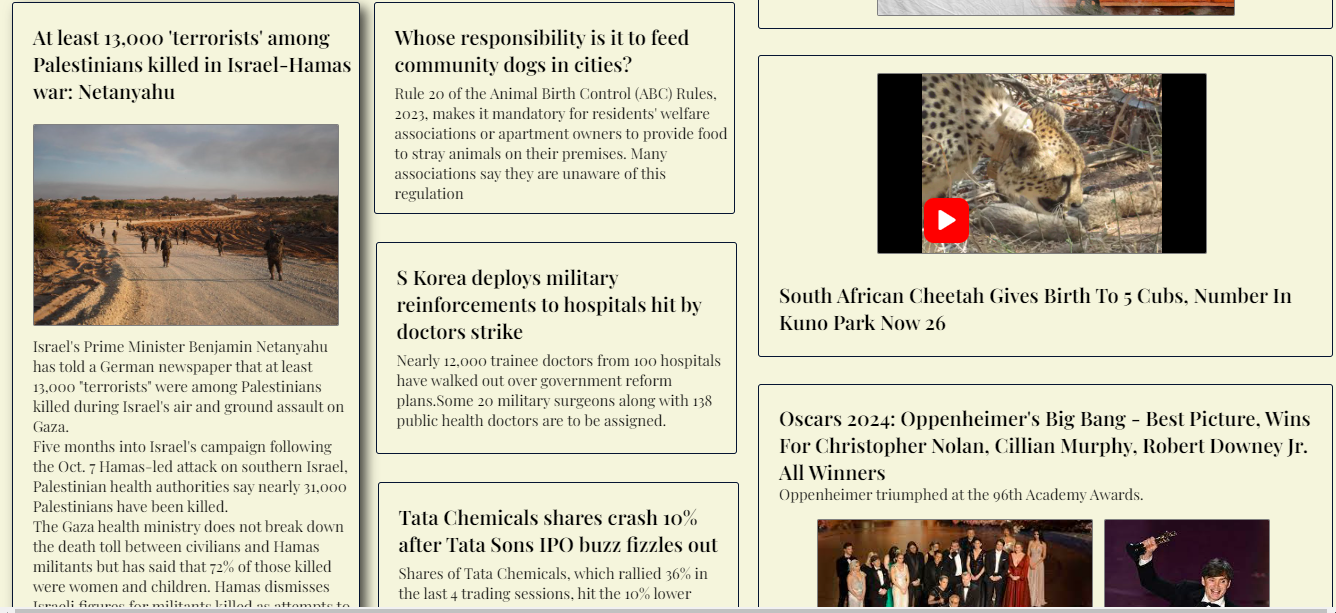 At least 13,000 'terrorists' among
Palestinians killed in Israel-Hamas
war: Netanyahu
Israel's Prime Minister Benjamin Netanyahu
has told a German newspaper that at least
13,000 "terrorists" were among Palestinians
killed during Israel's air and ground assault on
Gaza.
Five months into Israel's campaign following
the Oct. 7 Hamas-led attack on southern Israel,
Palestinian health authorities say nearly 31,000
Palestinians have been killed.
The Gaza health ministry does not break down
the death toll between civilians and Hamas
militants but has said that 72% of those killed
were women and children. Hamas dismisses
Israeli figures for militants killed as attempts to
Whose responsibility is it to feed
community dogs in cities?
Rule 20 of the Animal Birth Control (ABC) Rules,
2023, makes it mandatory for residents' welfare
associations or apartment owners to provide food
to stray animals on their premises. Many
associations say they are unaware of this
regulation
S Korea deploys military
reinforcements to hospitals hit by
doctors strike
Nearly 12,000 trainee doctors from 100 hospitals
have walked out over government reform
plans.Some 20 military surgeons along with 138
public health doctors are to be assigned.
Tata Chemicals shares crash 10%
after Tata Sons IPO buzz fizzles out
Shares of Tata Chemicals, which rallied 36% in
the last 4 trading sessions, hit the 10% lower
South African Cheetah Gives Birth To 5 Cubs, Number In
Kuno Park Now 26
Oscars 2024: Oppenheimer's Big Bang - Best Picture, Wins
For Christopher Nolan, Cillian Murphy, Robert Downey Jr.
All Winners
Oppenheimer triumphed at the 96th Academy Awards.